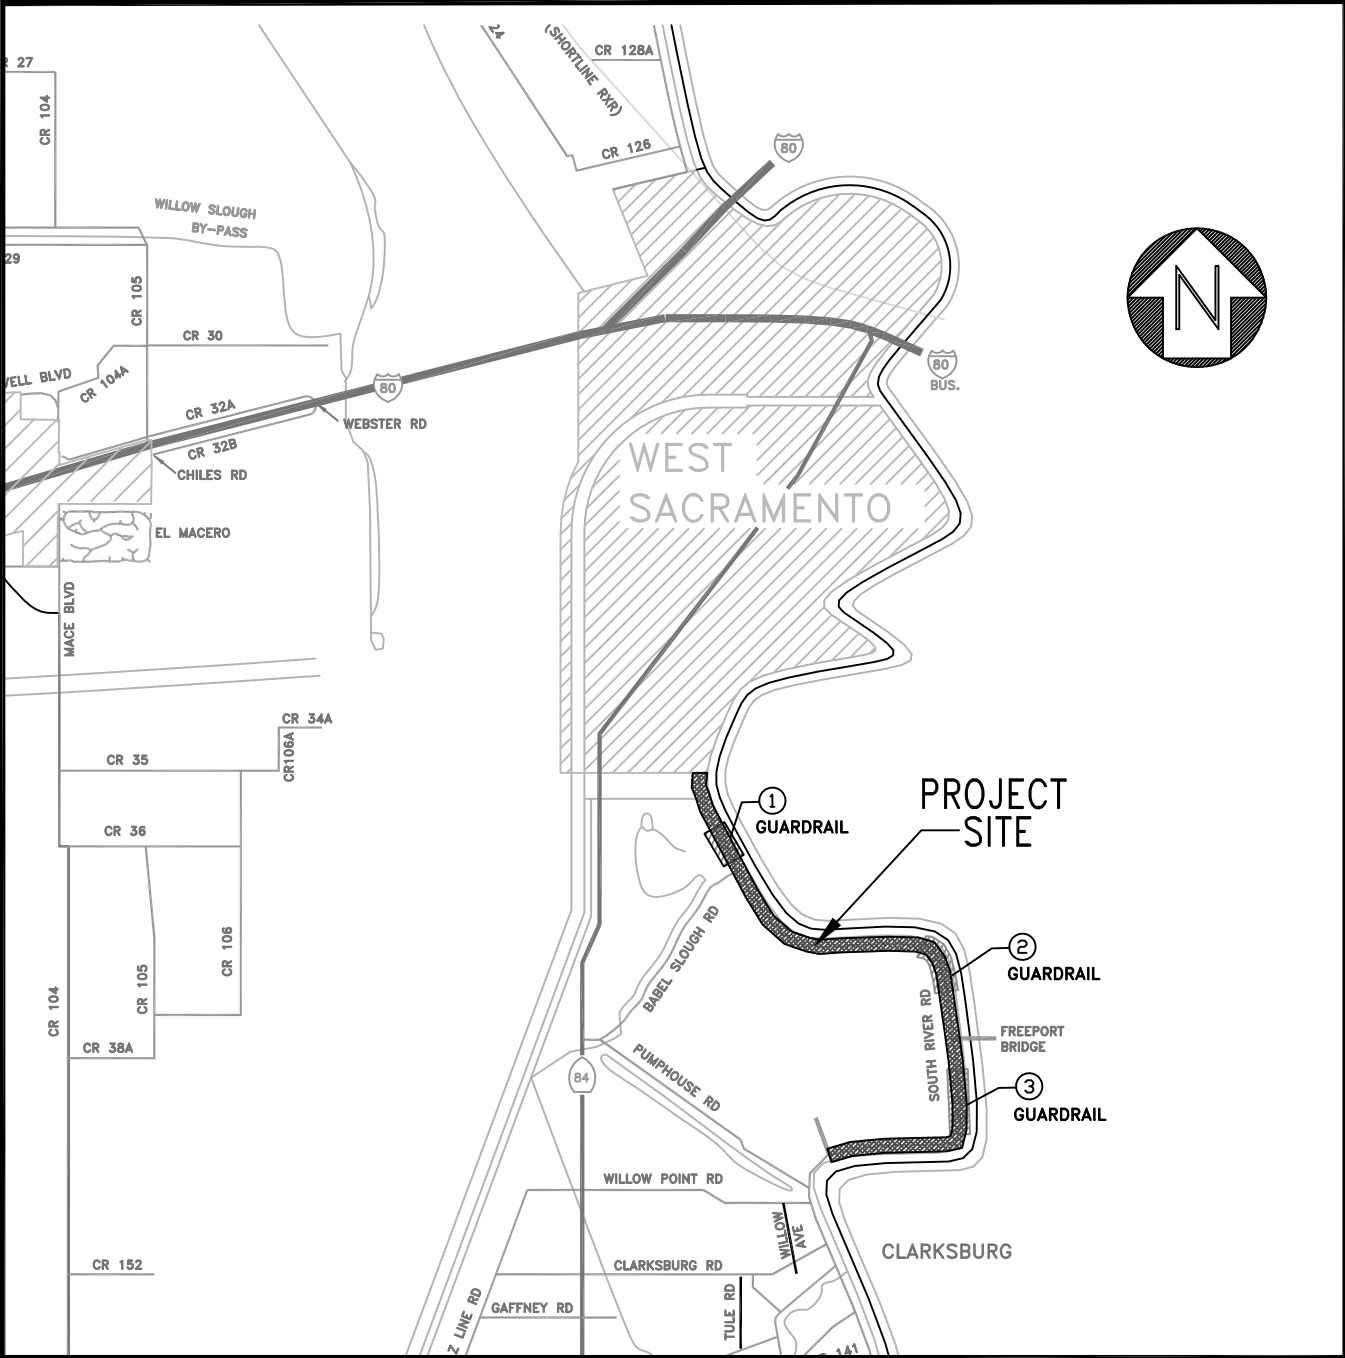 27
CR 104
24
(SHORTLINE RXR)
CR 128A
CR 126
80
WILLOW SLOUGH
BY-PASS
29
CR 105
CR 30
CR 104A
BLVD
80
CR 32A
CR 32B
WEBSTER RD
CHILES RD
80
BUS.
WEST
SACRAMENTO
EL MACERO
MACE BLVD
N
CR 34A
CR106A
CR 35
CR 36
PROJECT
SITE
1
GUARDRAIL
2
GUARDRAIL
3
GUARDRAIL
CR 106
CR 105
CR 104
CR 38A
BABEL SLOUGH RD
SOUTH RIVER RD
FREEPORT
BRIDGE
84
PUMPHOUSE RD
WILLOW POINT RD
WILLOW
AVE
CLARKSBURG
CR 152
CLARKSBURG RD
GAFFNEY RD
TULE RD
Z LINE RD
141